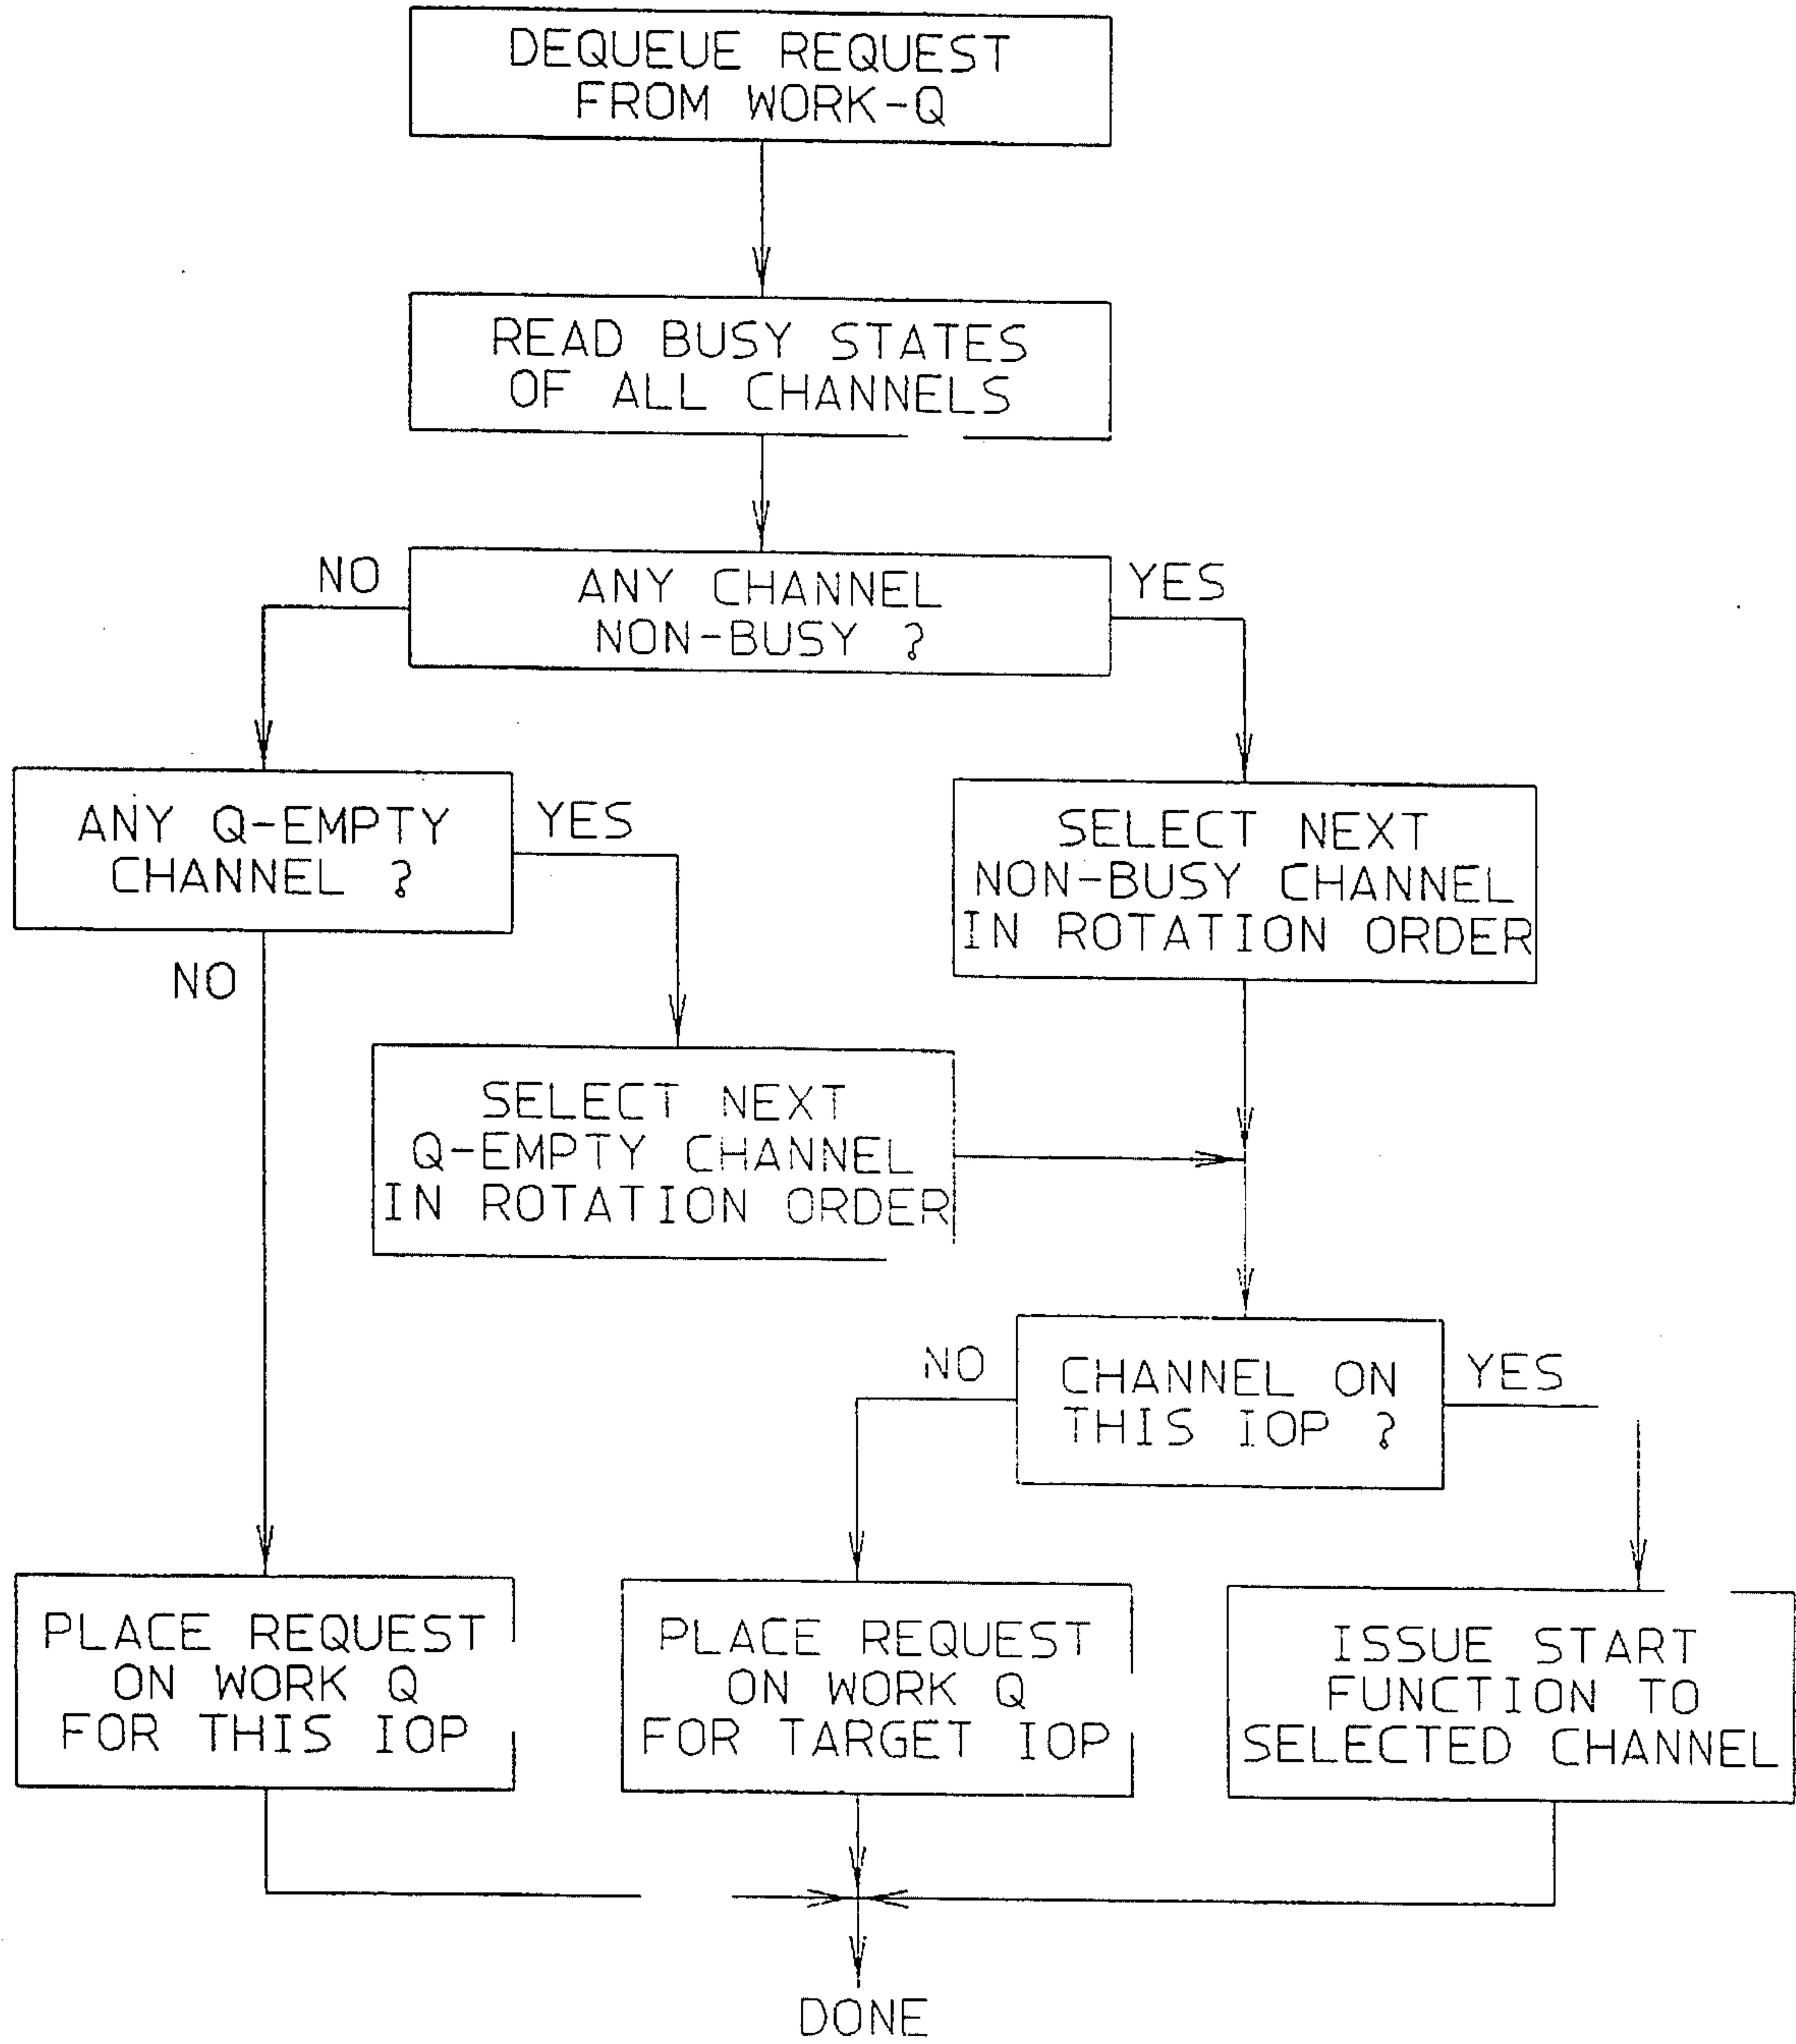 DEQUEUE REQUEST
FROM WORK-Q
READ BUSY STATES
OF ALL CHANNELS
NO
ANY CHANNEL
NON-BUSY ?
YES
ANY Q-EMPTY
CHANNEL ?
YES
SELECT NEXT
NON-BUSY CHANNEL
IN ROTATION ORDER
NO
SELECT NEXT
Q-EMPTY CHANNEL
IN ROTATION ORDER
NO
CHANNEL ON
THIS IOP ?
YES
PLACE REQUEST
ON WORK Q
FOR THIS IOP
PLACE REQUEST
ON WORK Q
FOR TARGET IOP
ISSUE START
FUNCTION TO
SELECTED CHANNEL
DONE